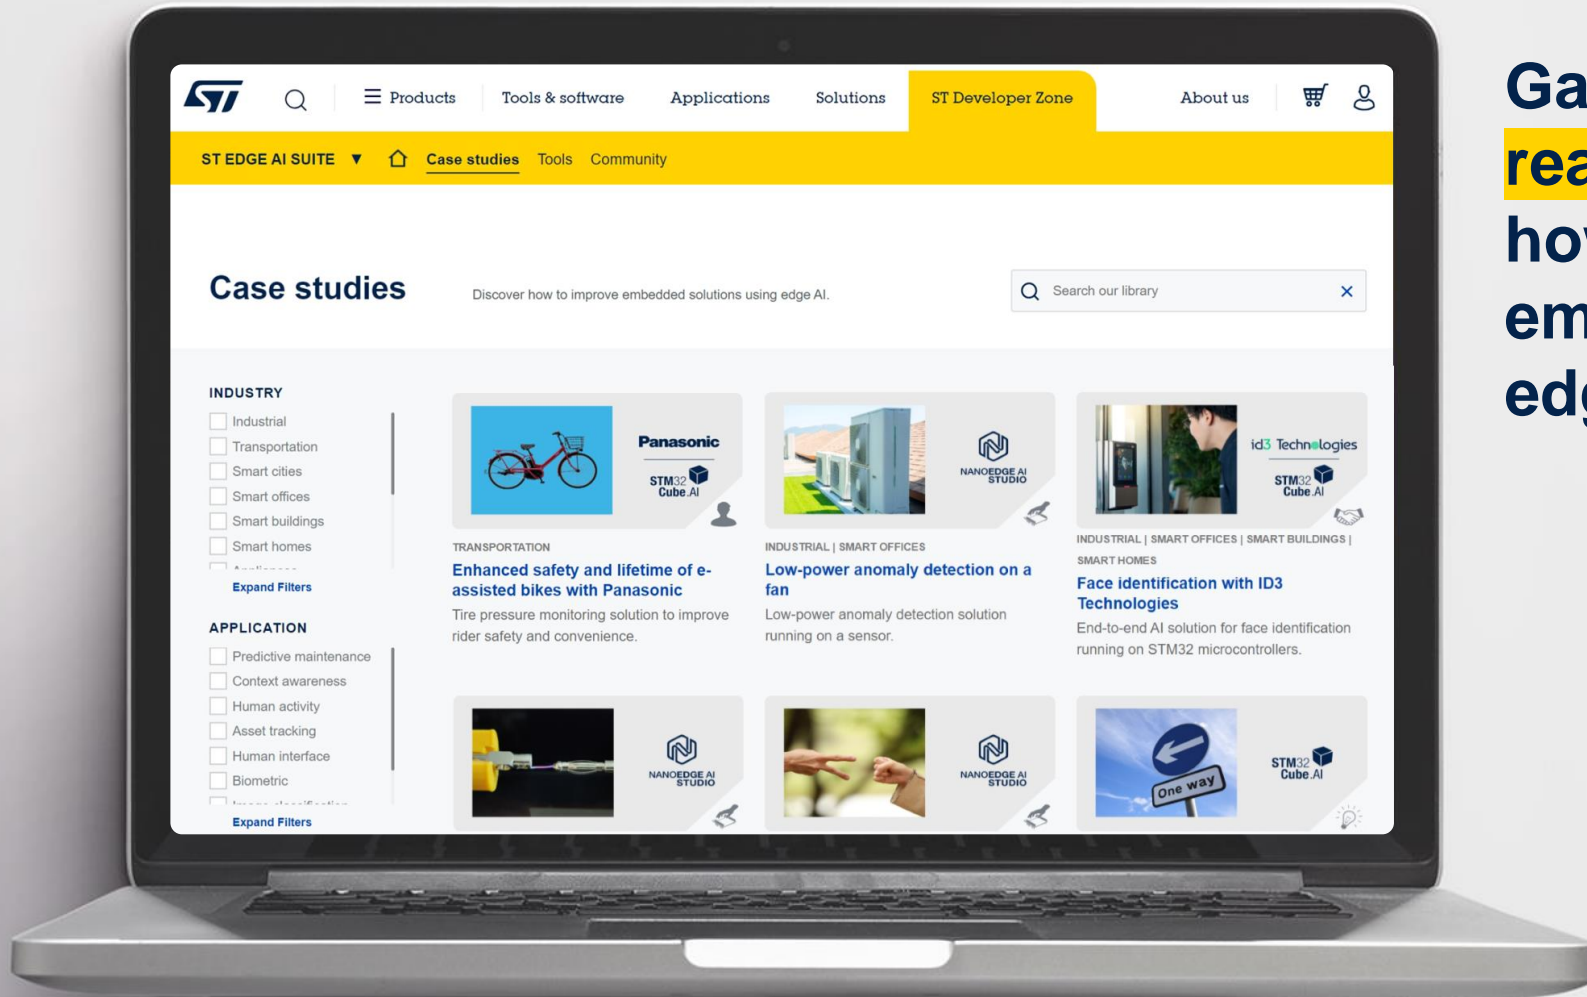 ST
Products
Tools & software
Applications
Solutions
ST Developer Zone
About us
ST EDGE AI SUITE
Case studies
Tools
Community
Case studies
Discover how to improve embedded solutions using edge AI.
Search our library
INDUSTRY
Industrial
Transportation
Smart cities
Smart offices
Smart buildings
Smart homes
Expand Filters
APPLICATION
Predictive maintenance
Context awareness
Human activity
Asset tracking
Human interface
Biometric
Expand Filters
Panasonic
STM32
Cube.AI
TRANSPORTATION
Enhanced safety and lifetime of e-
assisted bikes with Panasonic
Tire pressure monitoring solution to improve
rider safety and convenience.
NANOEDGE AI
STUDIO
INDUSTRIAL | SMART OFFICES
Low-power anomaly detection on a
fan
Low-power anomaly detection solution
running on a sensor.
id3 Technologies
STM32
Cube.AI
INDUSTRIAL | SMART OFFICES | SMART BUILDINGS |
SMART HOMES
Face identification with ID3
Technologies
End-to-end AI solution for face identification
running on STM32 microcontrollers.
NANOEDGE AI
STUDIO
NANOEDGE AI
STUDIO
One way
STM32
Cube.AI
Ga
rea
how
em
edg